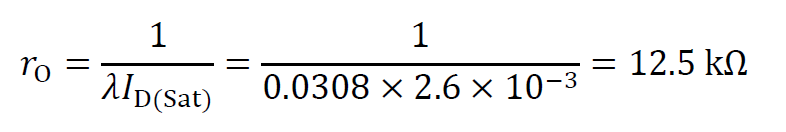 r_O = 1/(λI_D(Sat)) = 1/(0.0308 × 2.6 × 10⁻³) = 12.5 kΩ